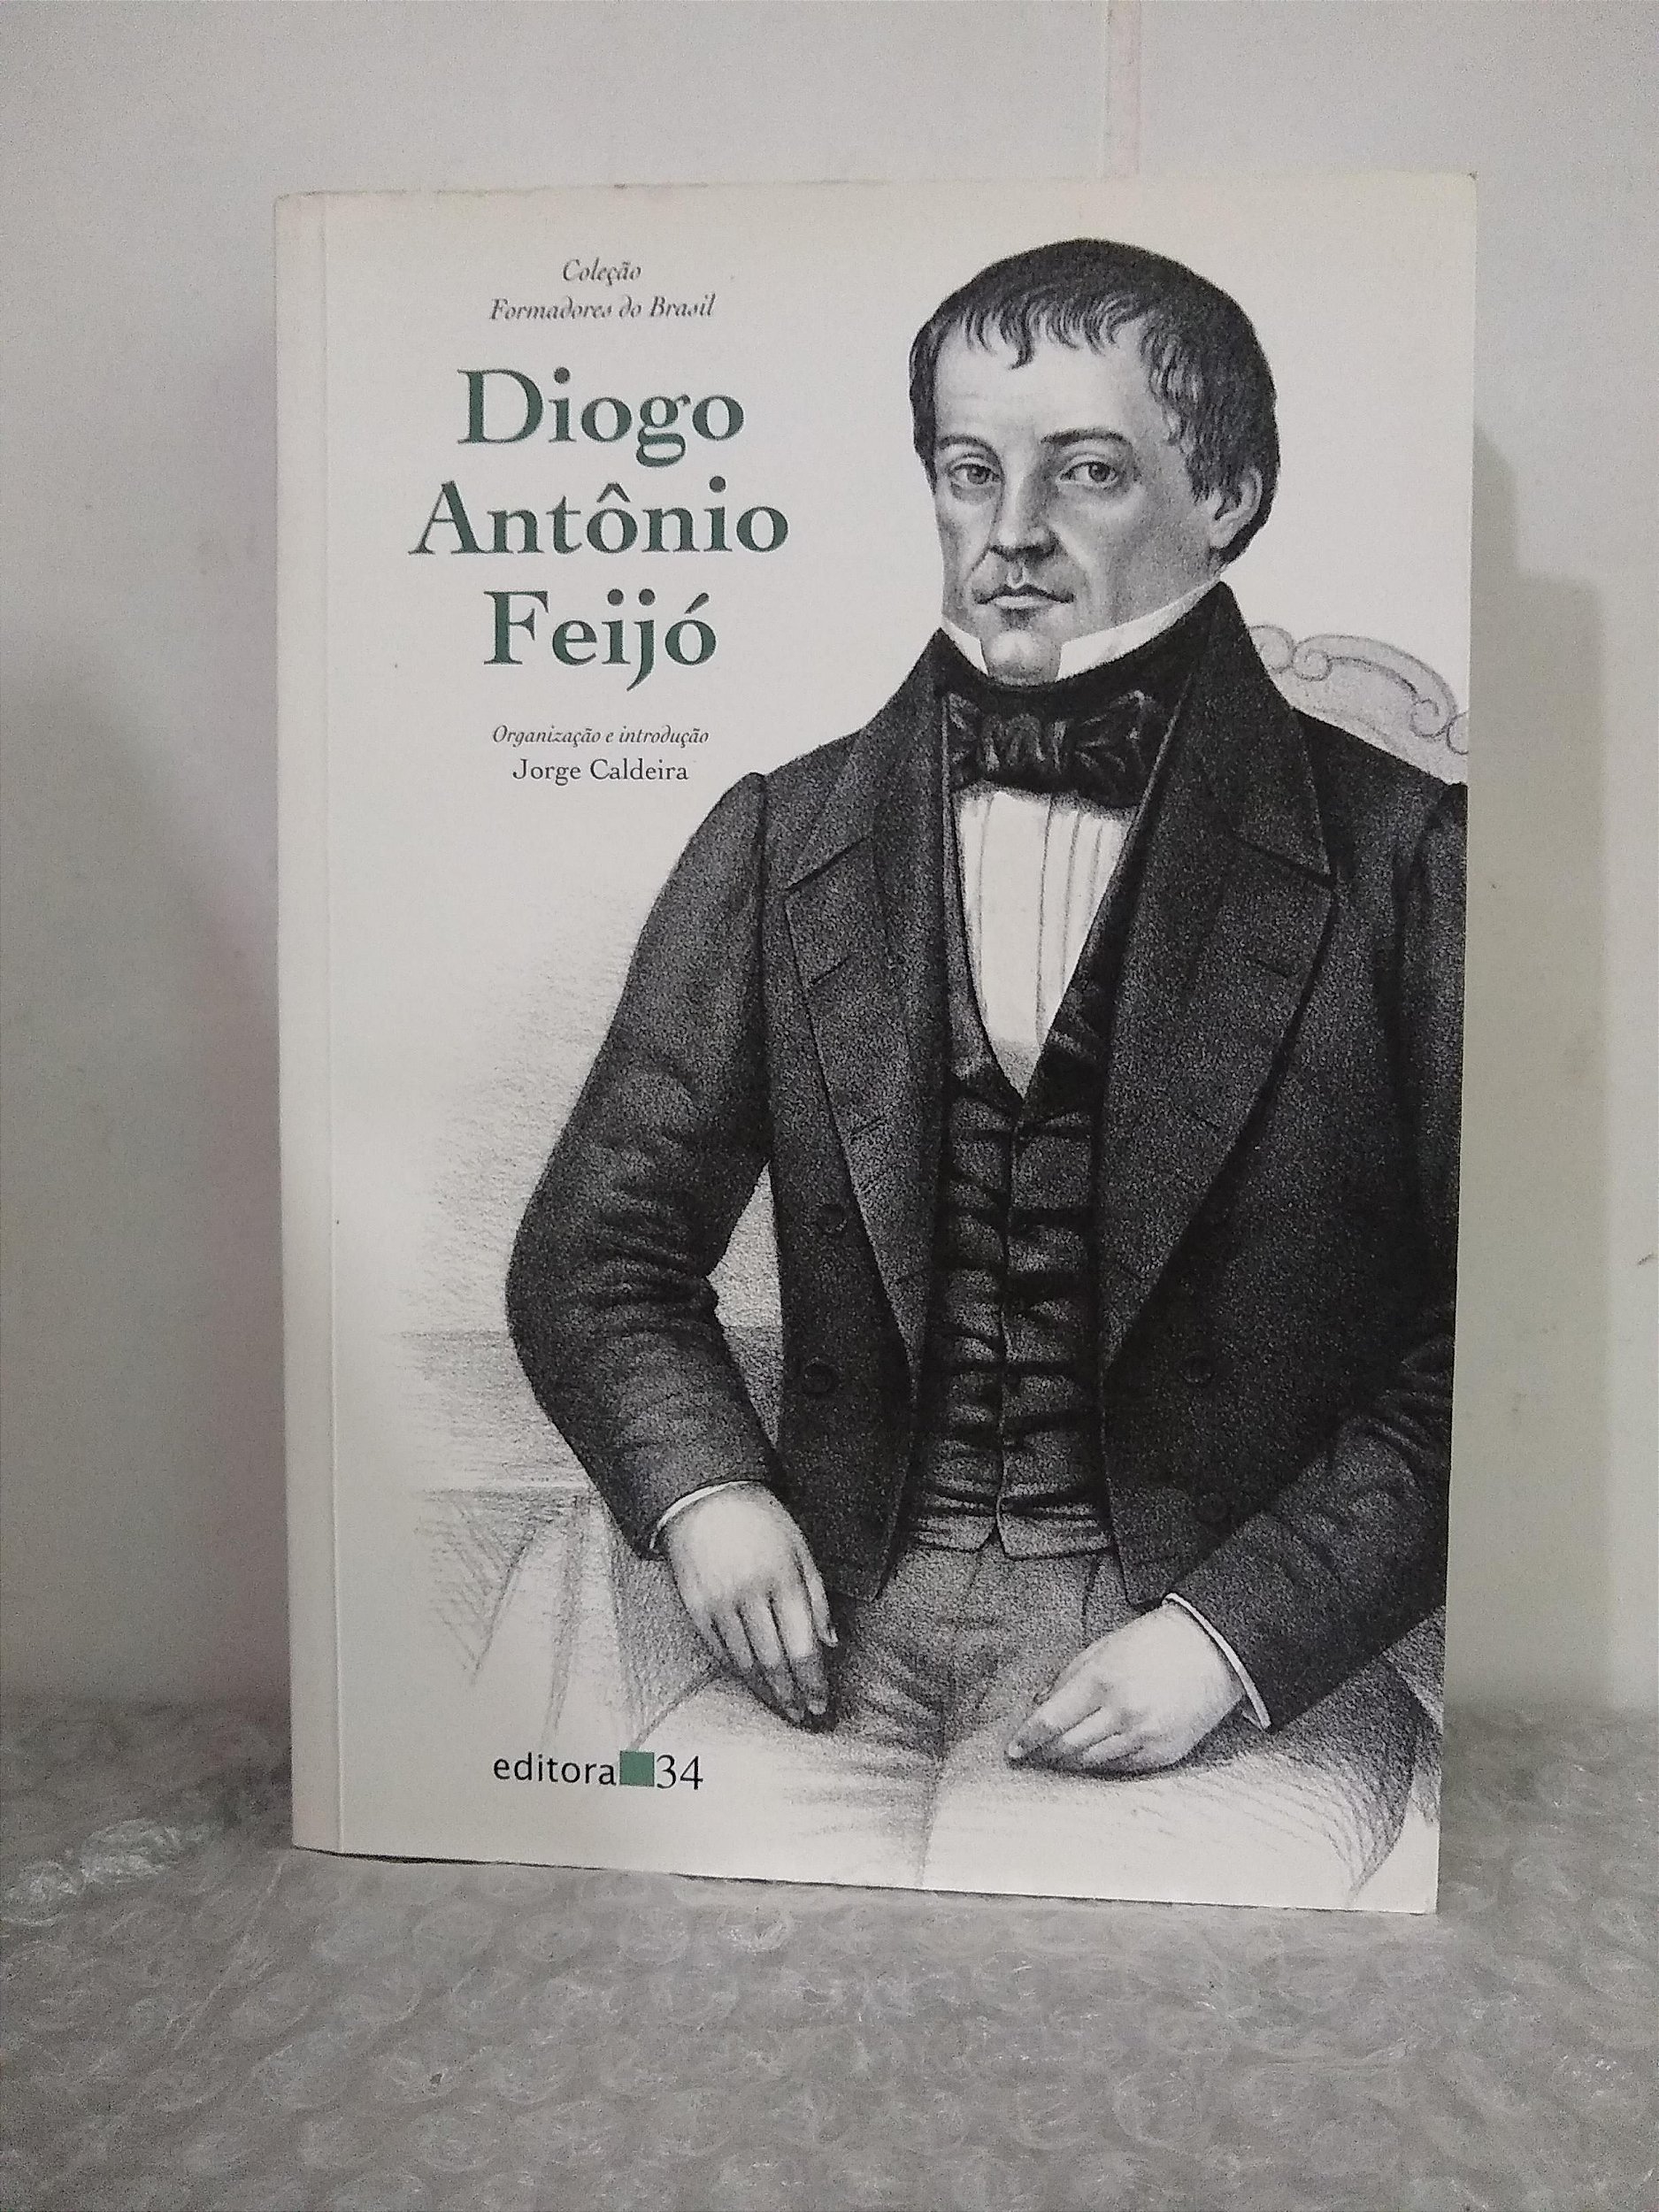 Coleção
Formadores do Brasil
Diogo
Antônio
Feijó
Organização e introdução
Jorge Caldeira
editora 34